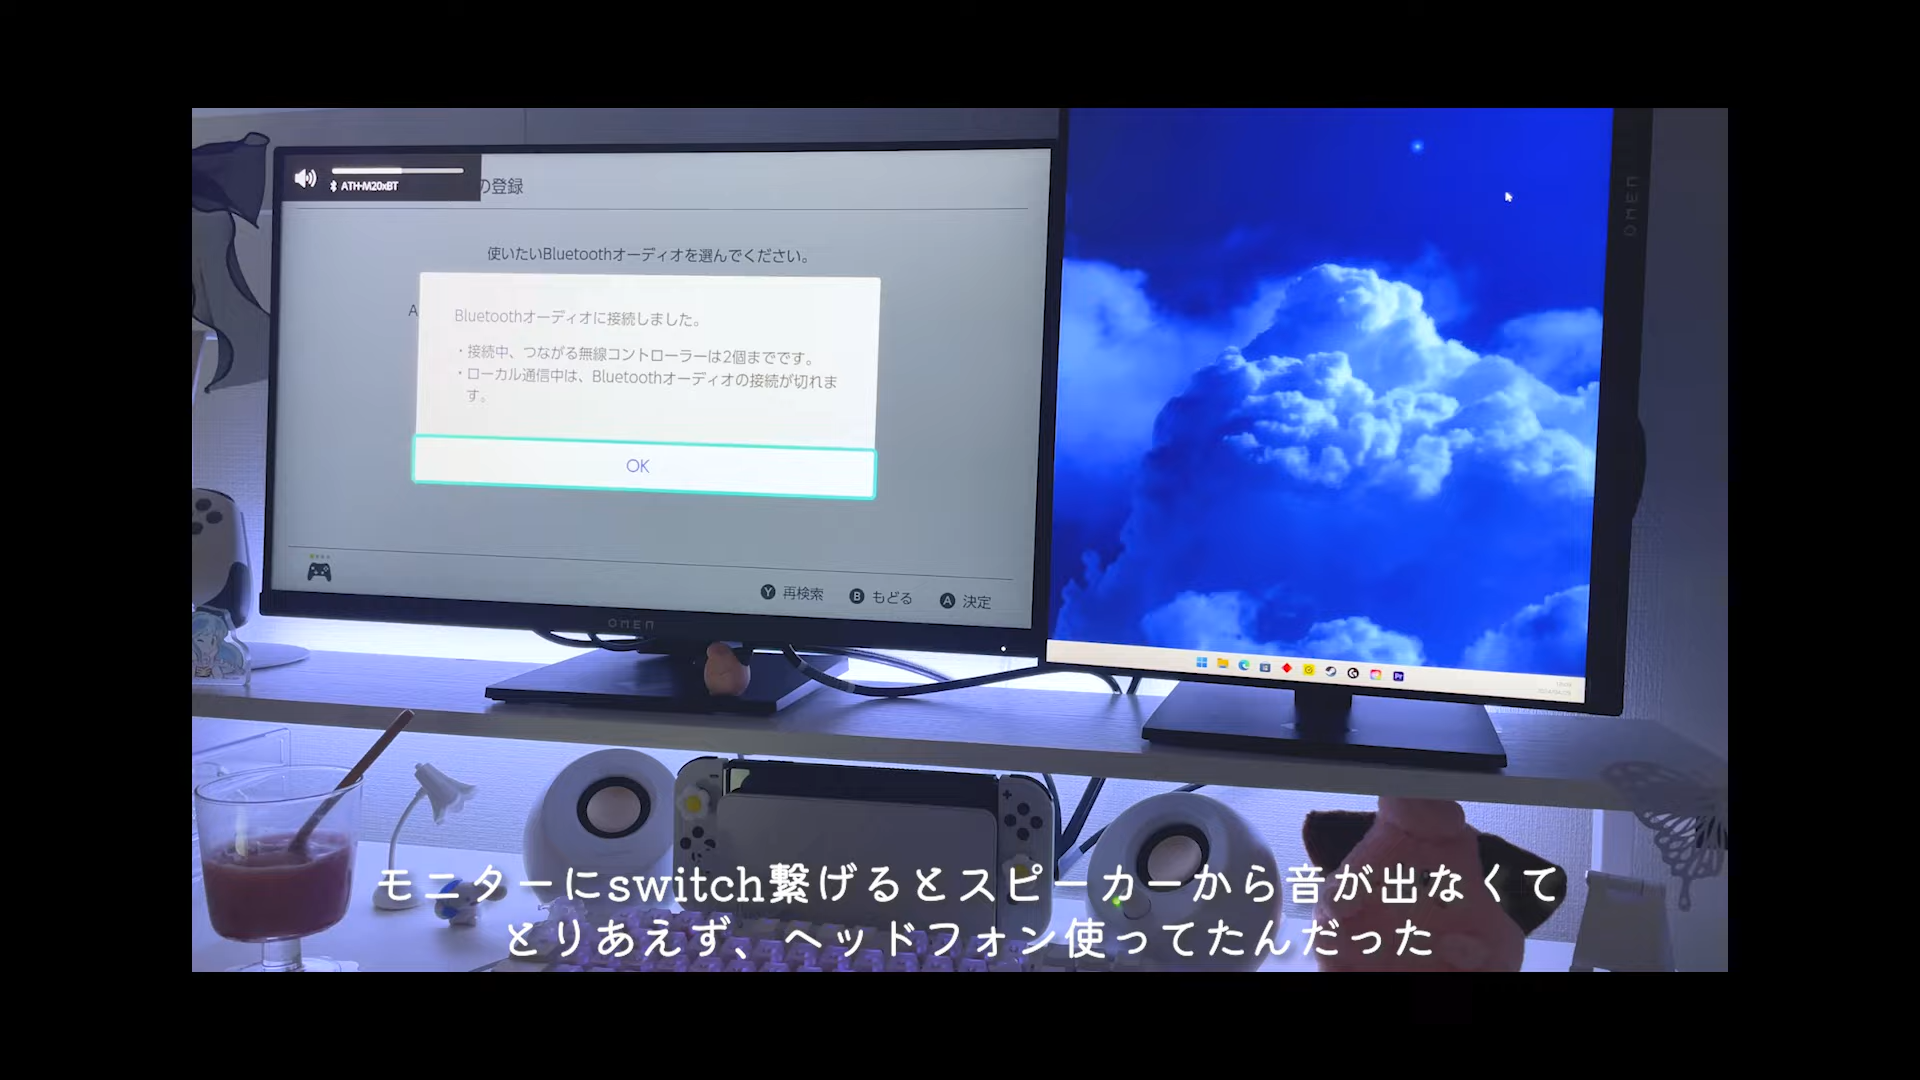 ATH-M20xBT
の登録
使いたいBluetoothオーディオを選んでください。
A
Bluetoothオーディオに接続しました。
・接続中、つながる無線コントローラーは2個までです。
・ローカル通信中は、Bluetoothオーディオの接続が切れま
す。
OK
Y 再検索 B もどる A 決定
OMEN
OMEN
Pr
モニターにswitch繋げるとスピーカーから音が出なくて
とりあえず、ヘッドフォン使ってたんだった